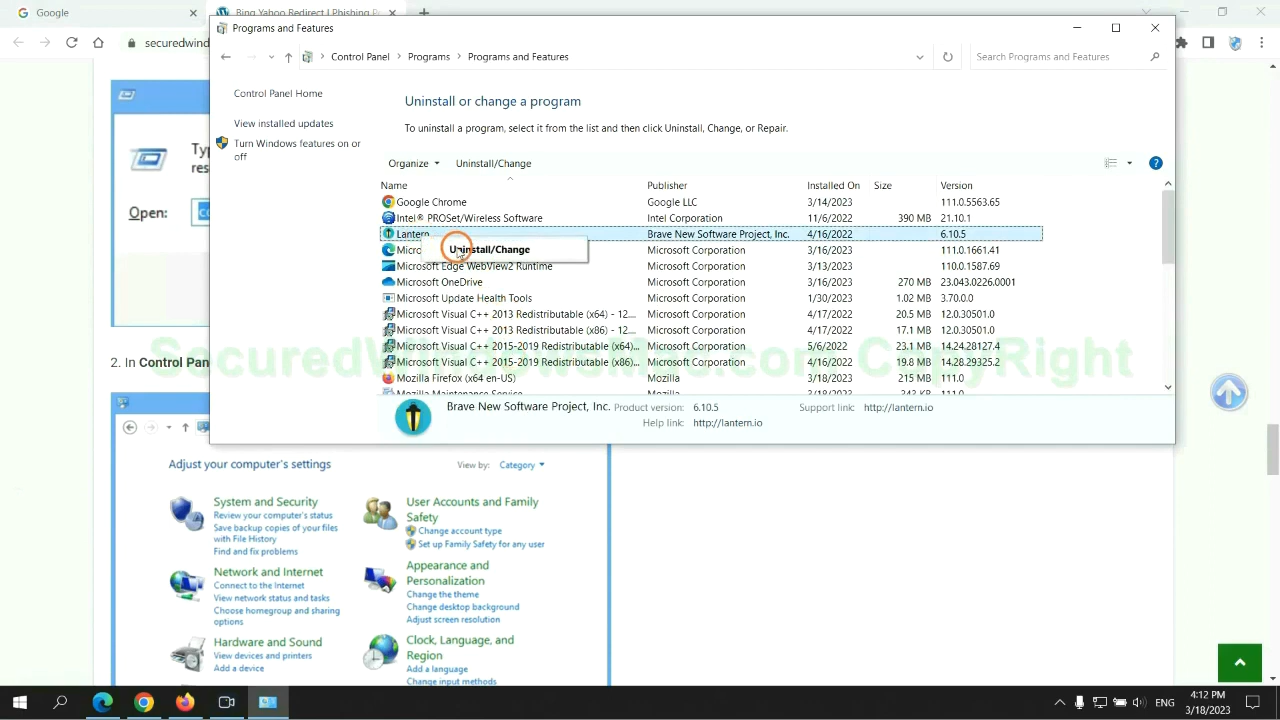 Google
Bing Yahoo Redirect | Phishing P
Programs and Features
securedwind
Control Panel
Programs
Programs and Features
Search Programs and Features
Control Panel Home
View installed updates
Turn Windows features on or
off
Uninstall or change a program
To uninstall a program, select it from the list and then click Uninstall, Change, or Repair.
Organize
Uninstall/Change
Name Publisher Installed On Size Version
Google Chrome Google LLC 3/14/2023 111.0.5563.65
Intel® PROSet/Wireless Software Intel Corporation 11/6/2022 390 MB 21.10.1
Lantern Brave New Software Project, Inc. 4/16/2022 6.10.5
Micro Microsoft Corporation 3/16/2023 111.0.1661.41
Uninstall/Change
Microsoft Edge WebView2 Runtime Microsoft Corporation 3/13/2023 110.0.1587.69
Microsoft OneDrive Microsoft Corporation 3/16/2023 270 MB 23.043.0226.0001
Microsoft Update Health Tools Microsoft Corporation 1/30/2023 1.02 MB 3.70.0.0
Microsoft Visual C++ 2013 Redistributable (x64) - 12.... Microsoft Corporation 4/17/2022 20.5 MB 12.0.30501.0
Microsoft Visual C++ 2013 Redistributable (x86) - 12.... Microsoft Corporation 4/17/2022 17.1 MB 12.0.30501.0
Microsoft Visual C++ 2015-2019 Redistributable (x64)... Microsoft Corporation 5/6/2022 23.1 MB 14.24.28127.4
Microsoft Visual C++ 2015-2019 Redistributable (x86)... Microsoft Corporation 4/16/2022 19.8 MB 14.28.29325.2
Mozilla Firefox (x64 en-US) Mozilla 3/18/2023 215 MB 111.0
Mozilla Maintenance Service Mozilla 3/18/2023 343 KB 111.0
Brave New Software Project, Inc. Product version: 6.10.5 Support link: http://lantern.io
Help link: http://lantern.io
Typ
res
Open: co
2. In Control Pan
Adjust your computer's settings
View by: Category
System and Security
Review your computer's status
Save backup copies of your files
with File History
Find and fix problems
User Accounts and Family
Safety
Change account type
Set up Family Safety for any user
Network and Internet
Connect to the Internet
View network status and tasks
Choose homegroup and sharing
options
Appearance and
Personalization
Change the theme
Change desktop background
Adjust screen resolution
Hardware and Sound
View devices and printers
Add a device
Clock, Language, and
Region
Add a language
Change input methods
ENG
4:12 PM
3/18/2023